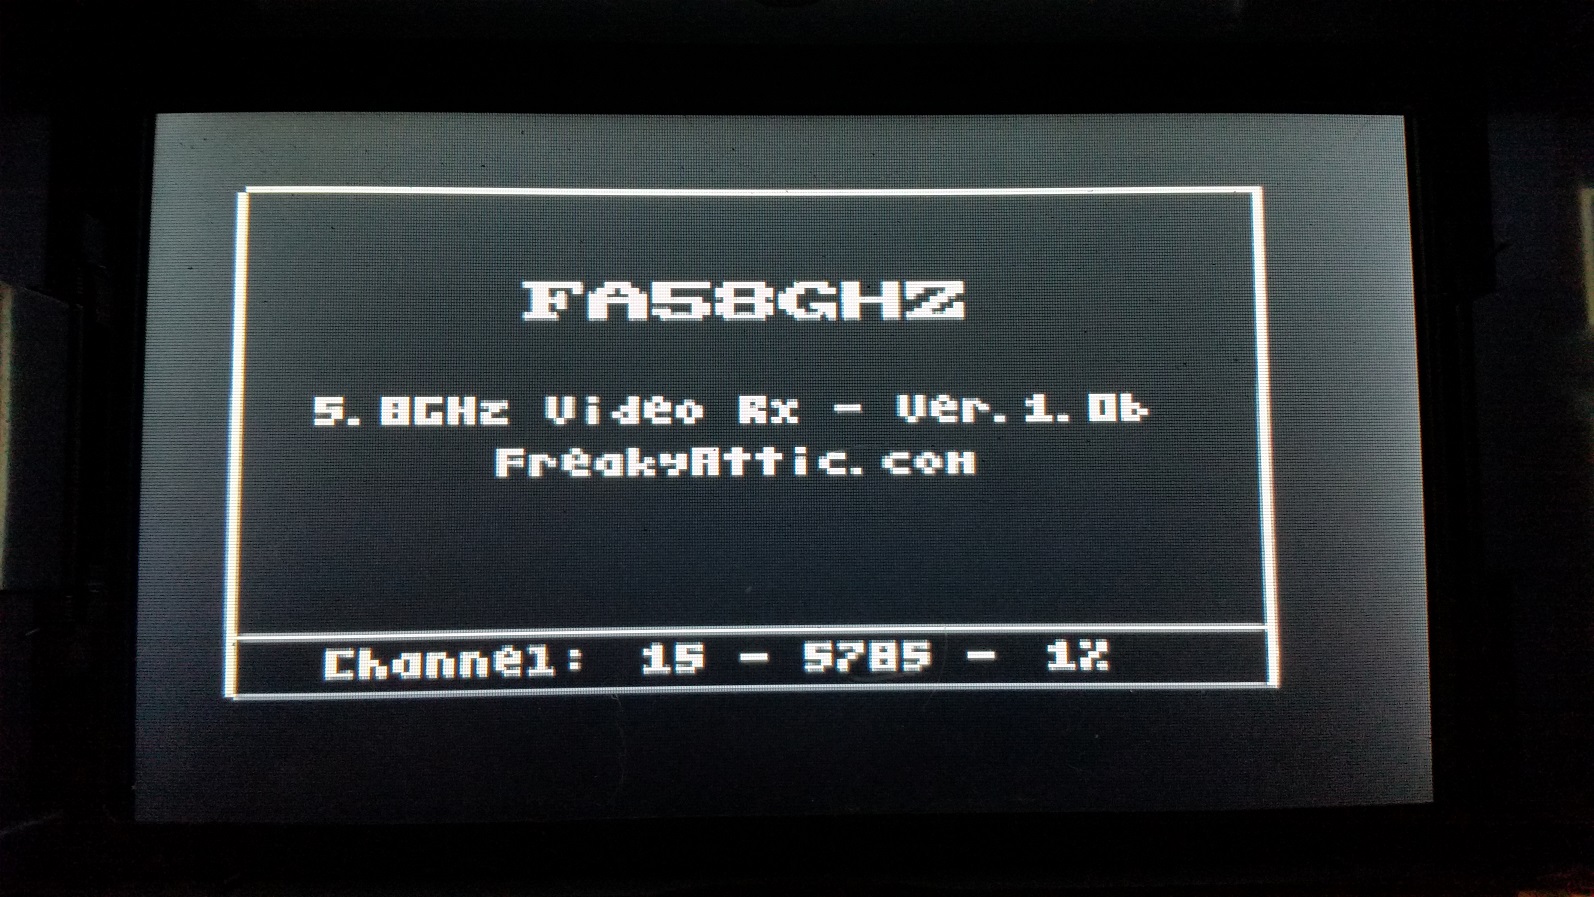 FA58GHZ
5.8GHz Video Rx - Ver.1.0b
FreakyAttic.com
Channel: 15 - 5785 - 1%